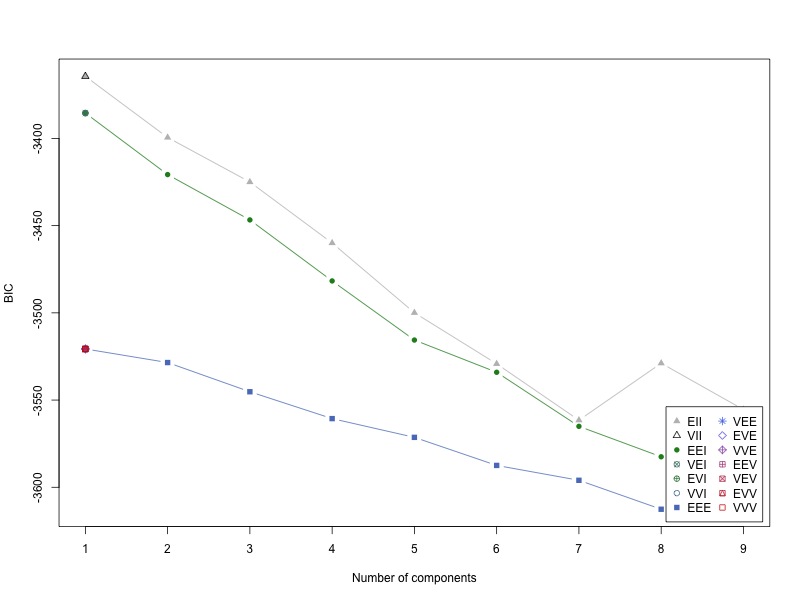 BIC
-3400
-3450
-3500
-3550
-3600
EII VEE
VII EVE
EEI VVE
VEI EEV
EVI VEV
VVI EVV
EEE VVV
1 2 3 4 5 6 7 8 9
Number of components